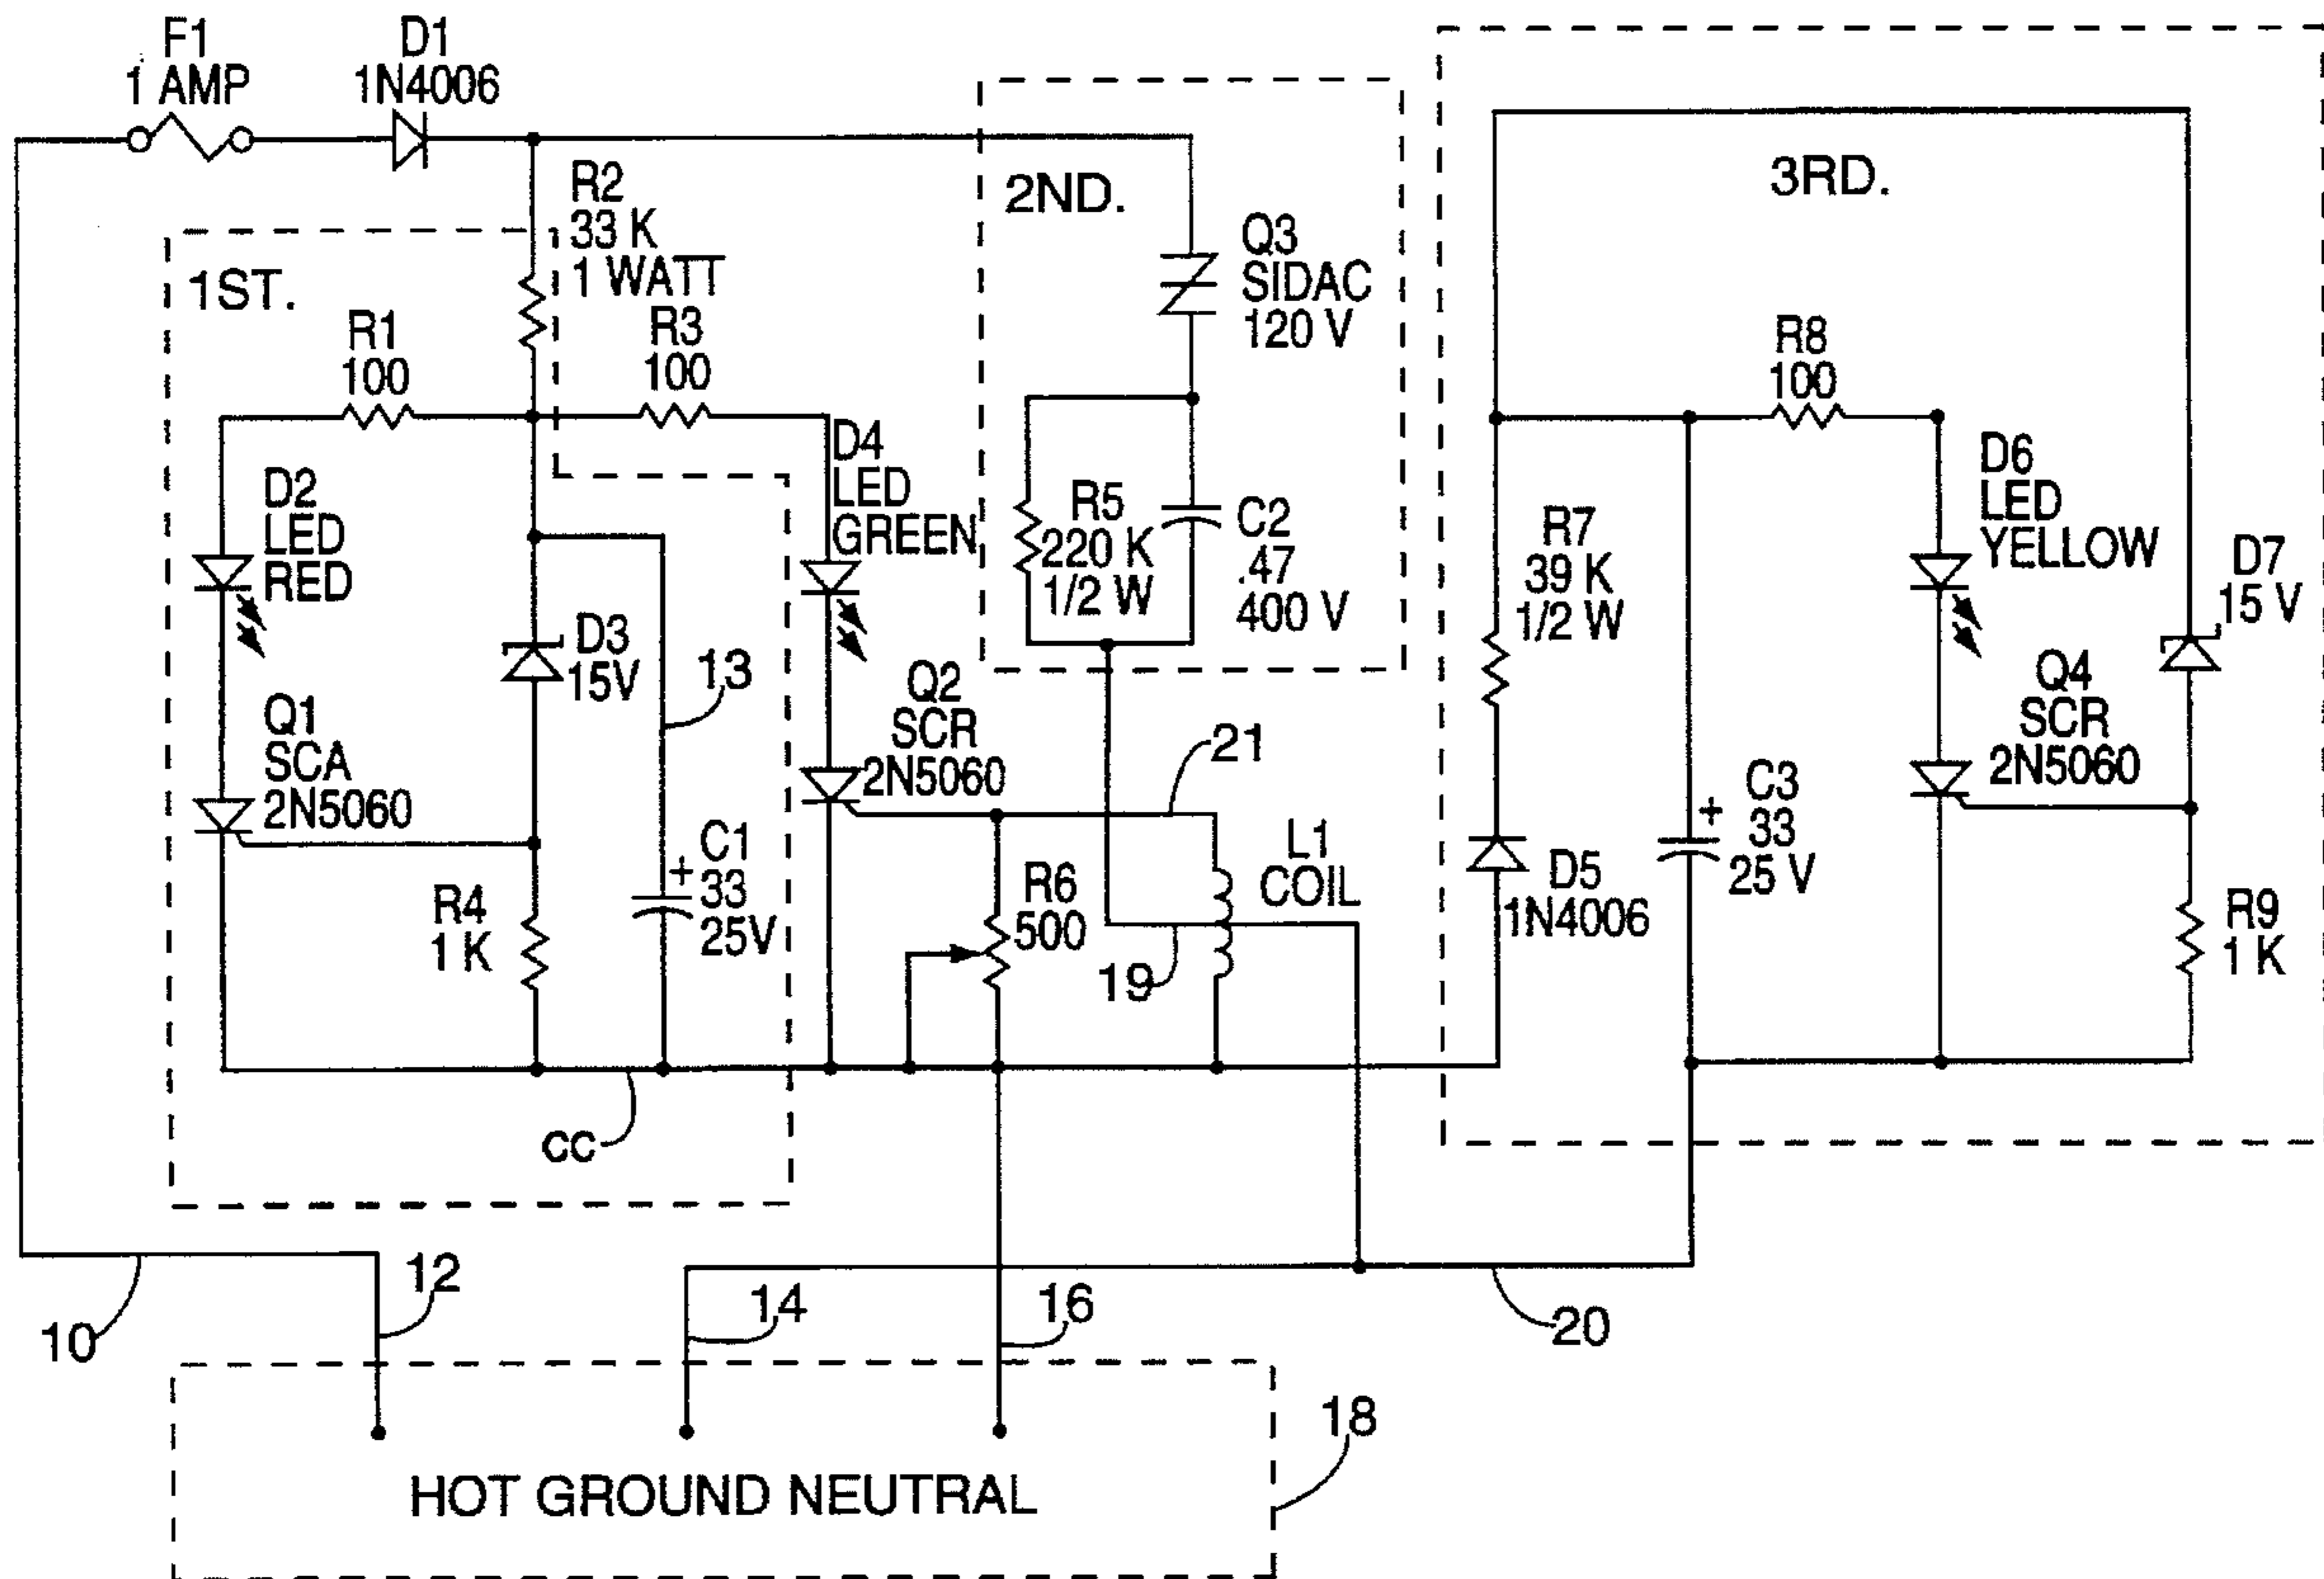 F1
1 AMP
D1
1N4006
R2
33 K
1 WATT
1ST.
R1
100
R3
100
2ND.
Q3
SIDAC
120 V
3RD.
R8
100
D2
LED
RED
D4
LED
GREEN
R5
220 K
1/2 W
C2
.47
400 V
R7
39 K
1/2 W
D6
LED
YELLOW
D7
15 V
D3
15V
13
Q1
SCA
2N5060
Q2
SCR
2N5060
21
Q4
SCR
2N5060
C1
33
25V
R4
1 K
R6
500
L1
COIL
19
D5
1N4006
C3
33
25 V
R9
1 K
+
+
CC
10
12
14
16
20
18
HOT GROUND NEUTRAL